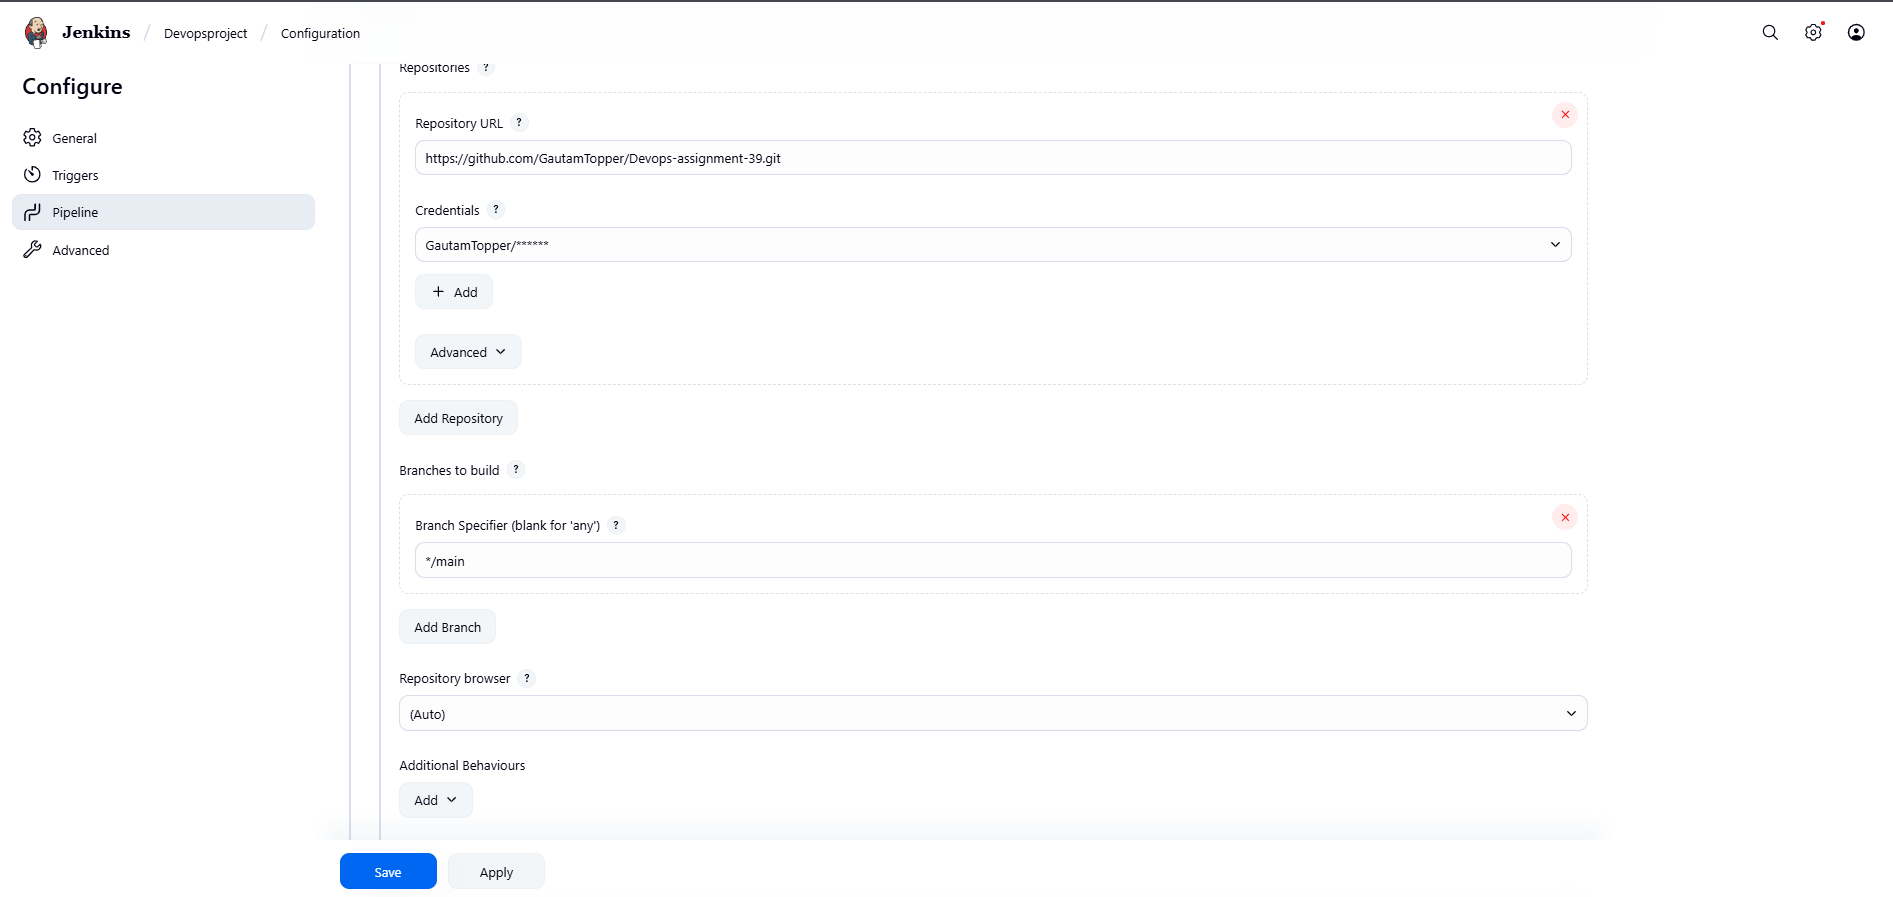 Jenkins / Devopsproject / Configuration
Configure
General
Triggers
Pipeline
Advanced
Repositories ?
Repository URL ?
https://github.com/GautamTopper/Devops-assignment-39.git
Credentials ?
GautamTopper/******
+ Add
Advanced
Add Repository
Branches to build ?
Branch Specifier (blank for 'any') ?
*/main
Add Branch
Repository browser ?
(Auto)
Additional Behaviours
Add
Save Apply